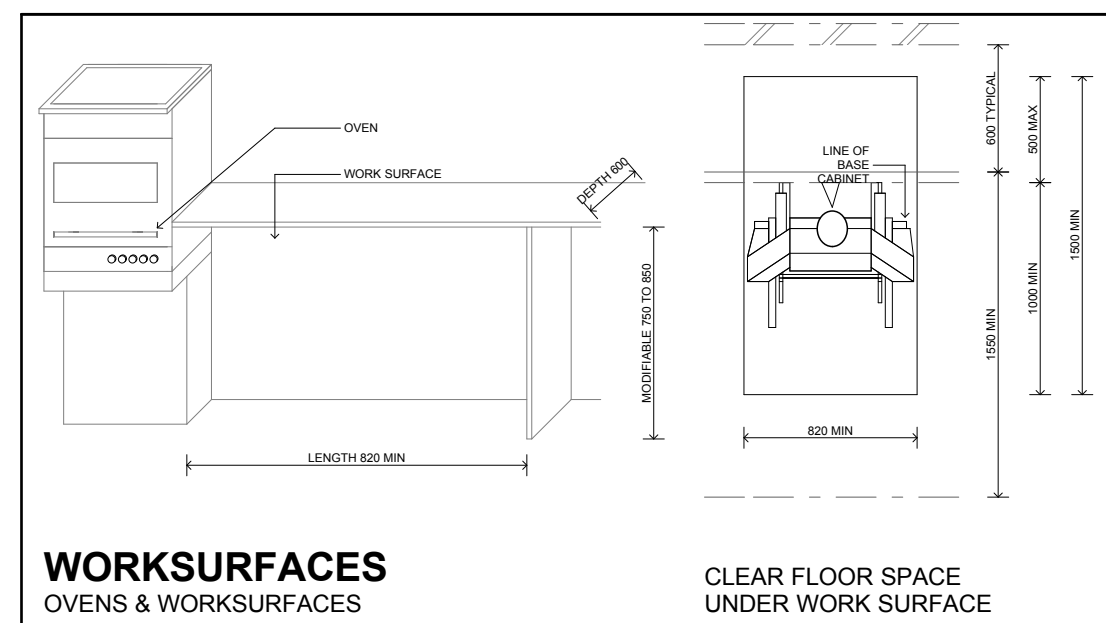 OVEN
WORK SURFACE
DEPTH 600
MODIFIABLE 750 TO 850
LENGTH 820 MIN
WORKSURFACES
OVENS & WORKSURFACES
LINE OF
BASE
CABINET
600 TYPICAL
500 MAX
1500 MIN
1000 MIN
1550 MIN
820 MIN
CLEAR FLOOR SPACE
UNDER WORK SURFACE